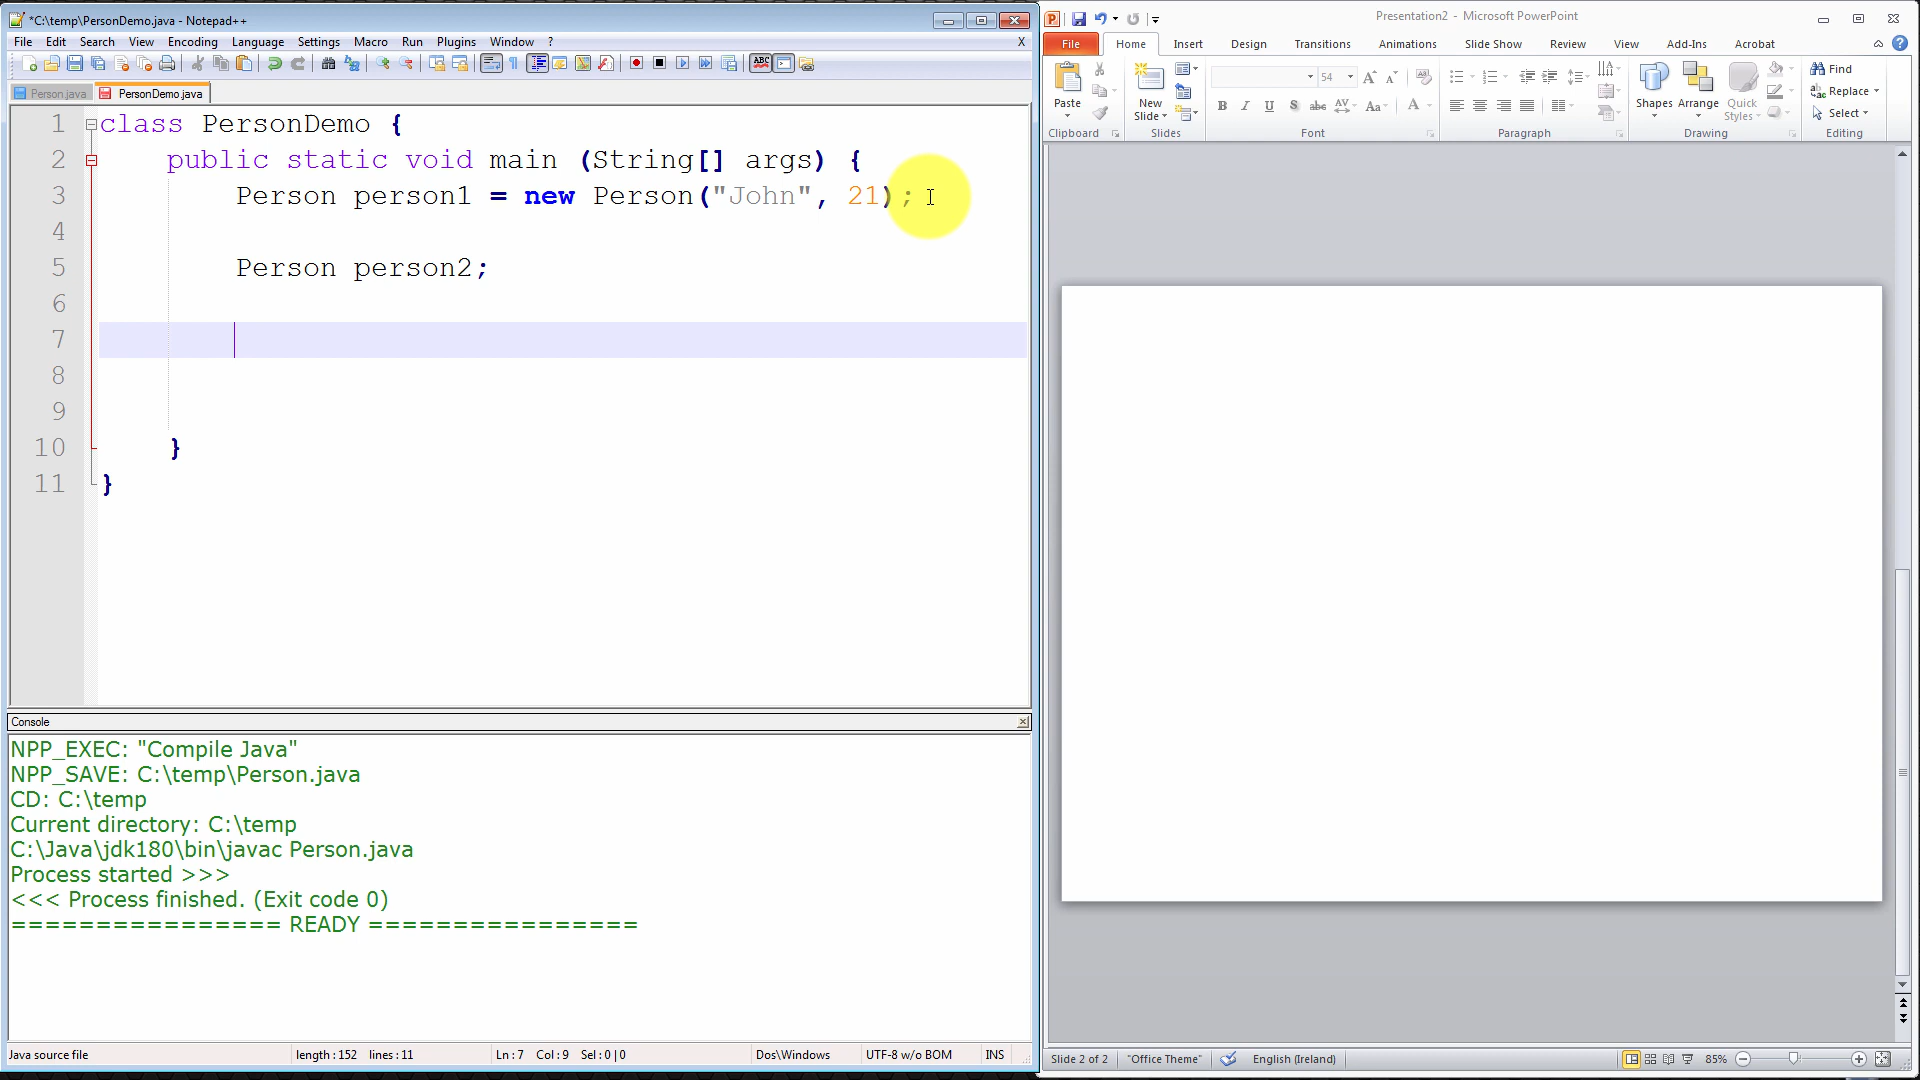 *C:\temp\PersonDemo.java - Notepad++
File Edit Search View Encoding Language Settings Macro Run Plugins Window ? X
Person.java PersonDemo.java
1 class PersonDemo {
2 public static void main (String[] args) {
3 Person person1 = new Person("John", 21);
4
5 Person person2;
6
7
8
9
10 }
11 }
Console
NPP_EXEC: "Compile Java"
NPP_SAVE: C:\temp\Person.java
CD: C:\temp
Current directory: C:\temp
C:\Java\jdk180\bin\javac Person.java
Process started >>>
<<< Process finished. (Exit code 0)
================ READY ================
Java source file length : 152 lines : 11 Ln : 7 Col : 9 Sel : 0 | 0 Dos\Windows UTF-8 w/o BOM INS
Presentation2 - Microsoft PowerPoint
File Home Insert Design Transitions Animations Slide Show Review View Add-Ins Acrobat
Paste
Clipboard
New
Slide
Slides
54
B I U S abc AV Aa A
Font
Paragraph
Shapes Arrange Quick
Styles
Drawing
Find
Replace
Select
Editing
Slide 2 of 2 "Office Theme" English (Ireland) 85%